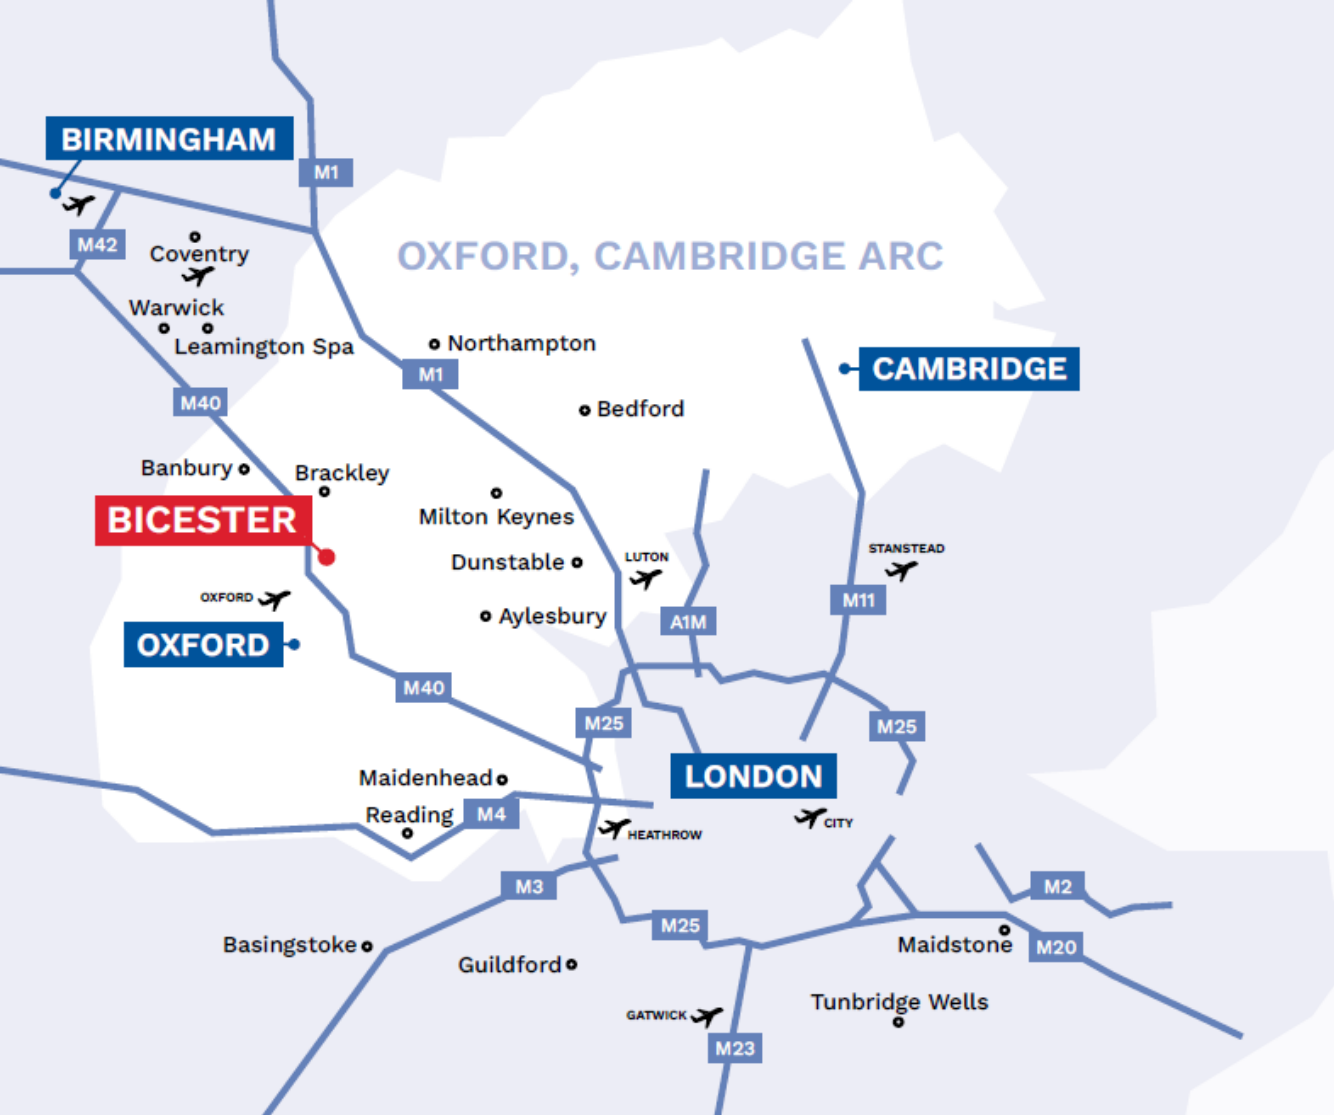 BIRMINGHAM
M1
M42
Coventry
OXFORD, CAMBRIDGE ARC
Warwick
Leamington Spa
Northampton
M1
CAMBRIDGE
M40
Bedford
Banbury
Brackley
BICESTER
Milton Keynes
Dunstable
LUTON
STANSTEAD
OXFORD
Aylesbury
A1M
M11
OXFORD
M40
M25
M25
LONDON
Maidenhead
Reading
M4
HEATHROW
CITY
M3
M2
M25
Basingstoke
Guildford
Maidstone
M20
Tunbridge Wells
GATWICK
M23